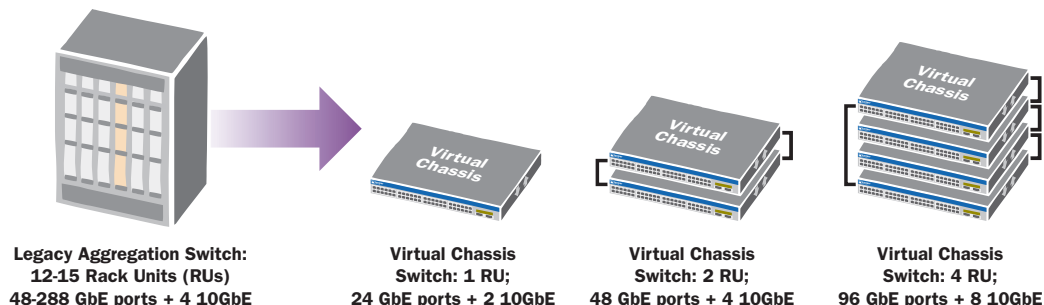 Virtual
Chassis
Virtual
Chassis
Virtual
Chassis
Legacy Aggregation Switch:
12-15 Rack Units (RUs)
48-288 GbE ports + 4 10GbE
Virtual Chassis
Switch: 1 RU;
24 GbE ports + 2 10GbE
Virtual Chassis
Switch: 2 RU;
48 GbE ports + 4 10GbE
Virtual Chassis
Switch: 4 RU;
96 GbE ports + 8 10GbE